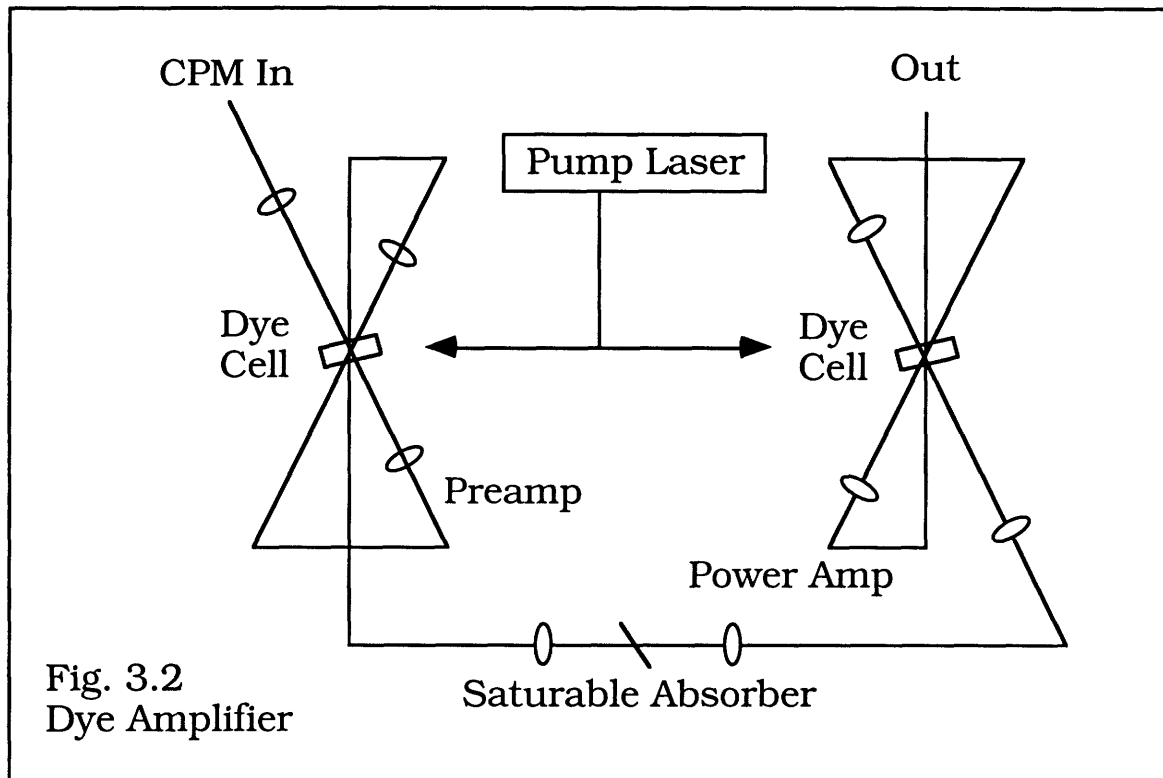 CPM In
Out
Pump Laser
Dye
Cell
Dye
Cell
Preamp
Power Amp
Saturable Absorber
Fig. 3.2
Dye Amplifier